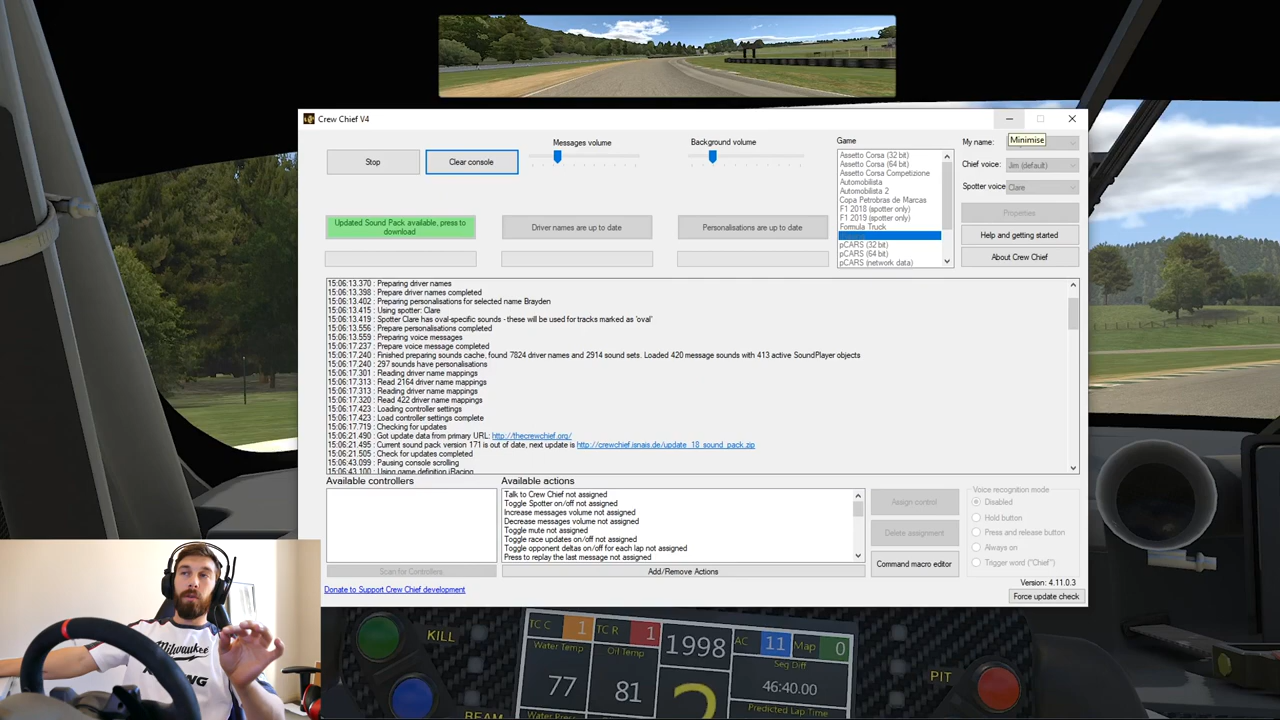 Crew Chief V4
Minimise
Stop
Clear console
Messages volume
Background volume
Game
My name:
Chief voice:
Jim (default)
Spotter voice
Clare
Properties
Help and getting started
About Crew Chief
Updated Sound Pack available, press to
download
Driver names are up to date
Personalisations are up to date
Assetto Corsa (32 bit)
Assetto Corsa (64 bit)
Assetto Corsa Competizione
Automobilista
Automobilista 2
Copa Petrobras de Marcas
F1 2018 (spotter only)
F1 2019 (spotter only)
Formula Truck
pCARS (32 bit)
pCARS (64 bit)
pCARS (network data)
15:06:13.370 : Preparing driver names
15:06:13.398 : Prepare driver names completed
15:06:13.402 : Preparing personalisations for selected name Brayden
15:06:13.415 : Using spotter: Clare
15:06:13.419 : Spotter Clare has oval-specific sounds - these will be used for tracks marked as 'oval'
15:06:13.556 : Prepare personalisations completed
15:06:13.559 : Preparing voice messages
15:06:17.237 : Prepare voice message completed
15:06:17.240 : Finished preparing sounds cache, found 7824 driver names and 2914 sound sets. Loaded 420 message sounds with 413 active SoundPlayer objects
15:06:17.240 : 297 sounds have personalisations
15:06:17.301 : Reading driver name mappings
15:06:17.313 : Read 2164 driver name mappings
15:06:17.313 : Reading driver name mappings
15:06:17.320 : Read 422 driver name mappings
15:06:17.423 : Loading controller settings
15:06:17.423 : Load controller settings complete
15:06:17.719 : Checking for updates
15:06:21.490 : Got update data from primary URL: http://thecrewchief.org/
15:06:21.495 : Current sound pack version 171 is out of date, next update is http://crewchief.isnais.de/update_18_sound_pack.zip
15:06:21.505 : Check for updates completed
15:06:43.099 : Pausing console scrolling
15:06:43.100 : Using game definition iRacing
Available controllers
Available actions
Talk to Crew Chief not assigned
Toggle Spotter on/off not assigned
Increase messages volume not assigned
Decrease messages volume not assigned
Toggle mute not assigned
Toggle race updates on/off not assigned
Toggle opponent deltas on/off for each lap not assigned
Press to replay the last message not assigned
Assign control
Delete assignment
Command macro editor
Voice recognition mode
Disabled
Hold button
Press and release button
Always on
Trigger word ("Chief")
Scan for Controllers
Add/Remove Actions
Donate to Support Crew Chief development
Version: 4.11.0.3
Force update check
KILL
BEAM
TC C 1 TC R 1 1998 AC 11 Map 0
Water Temp Oil Temp Seg Diff
77 81 2 46:40.00
Predicted Lap Time
PIT
Milwaukee